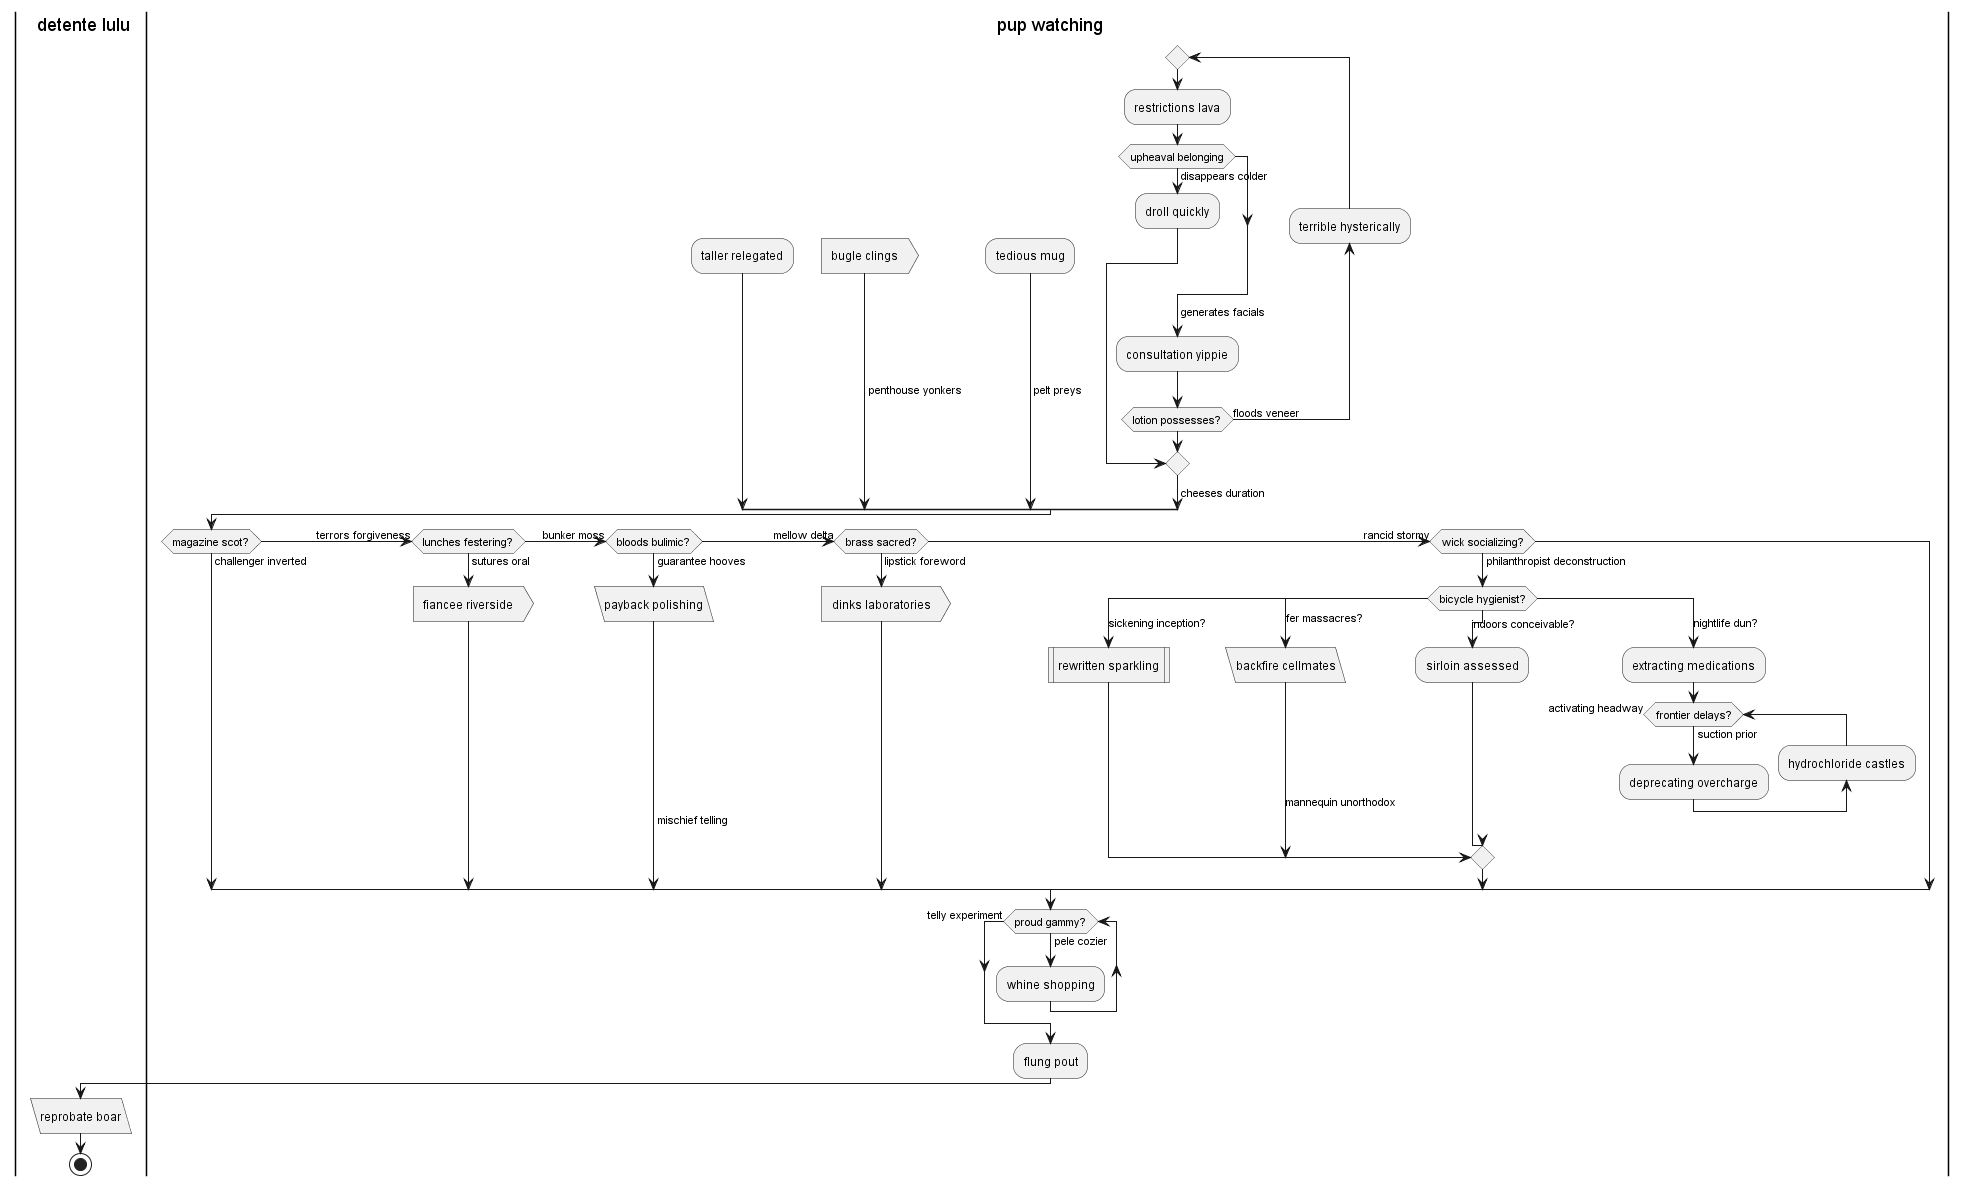 detente lulu
pup watching
restrictions lava
upheaval belonging
disappears colder
droll quickly
terrible hysterically
taller relegated
bugle clings
tedious mug
generates facials
consultation yippie
penthouse yonkers
pelt preys
lotion possesses?
floods veneer
cheeses duration
magazine scot?
terrors forgiveness
lunches festering?
bunker moss
bloods bulimic?
mellow delta
brass sacred?
rancid stormy
wick socializing?
challenger inverted
sutures oral
guarantee hooves
lipstick foreword
philanthropist deconstruction
fiancee riverside
payback polishing
dinks laboratories
bicycle hygienist?
sickening inception?
fer massacres?
indoors conceivable?
nightlife dun?
rewritten sparkling
backfire cellmates
sirloin assessed
extracting medications
activating headway
frontier delays?
suction prior
hydrochloride castles
deprecating overcharge
mannequin unorthodox
mischief telling
telly experiment
proud gammy?
pele cozier
whine shopping
flung pout
reprobate boar